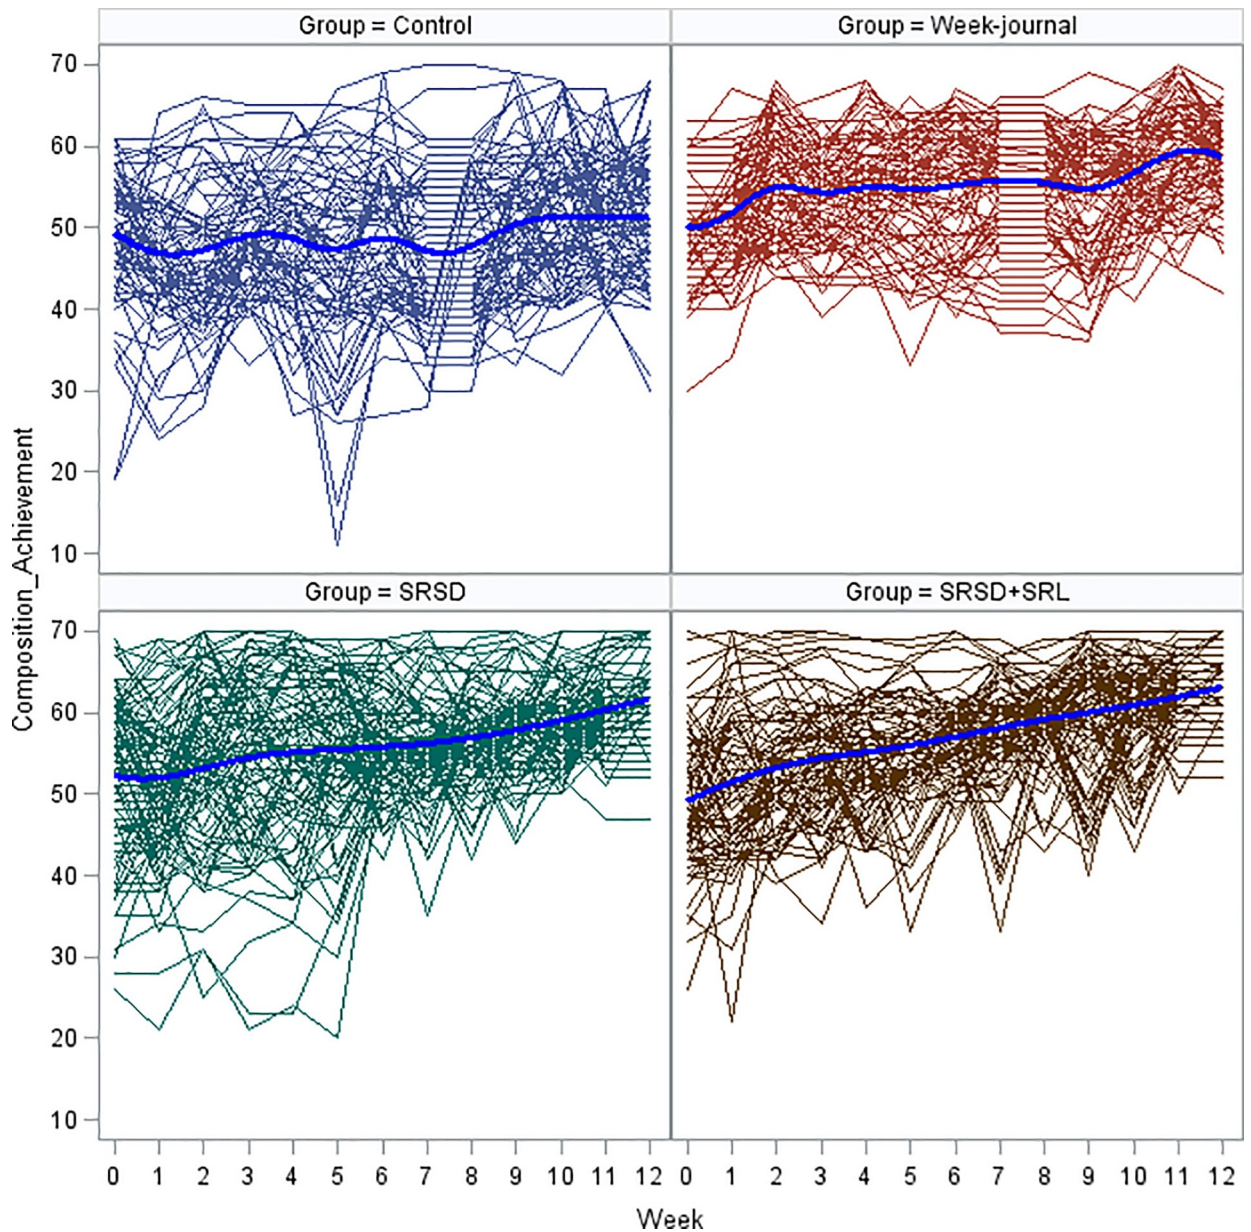 Group = Control
Group = Week-journal
70
60
50
40
30
20
10
Group = SRSD
Group = SRSD+SRL
70
60
50
40
30
20
10
Composition_Achievement
0 1 2 3 4 5 6 7 8 9 10 11 12
0 1 2 3 4 5 6 7 8 9 10 11 12
Week